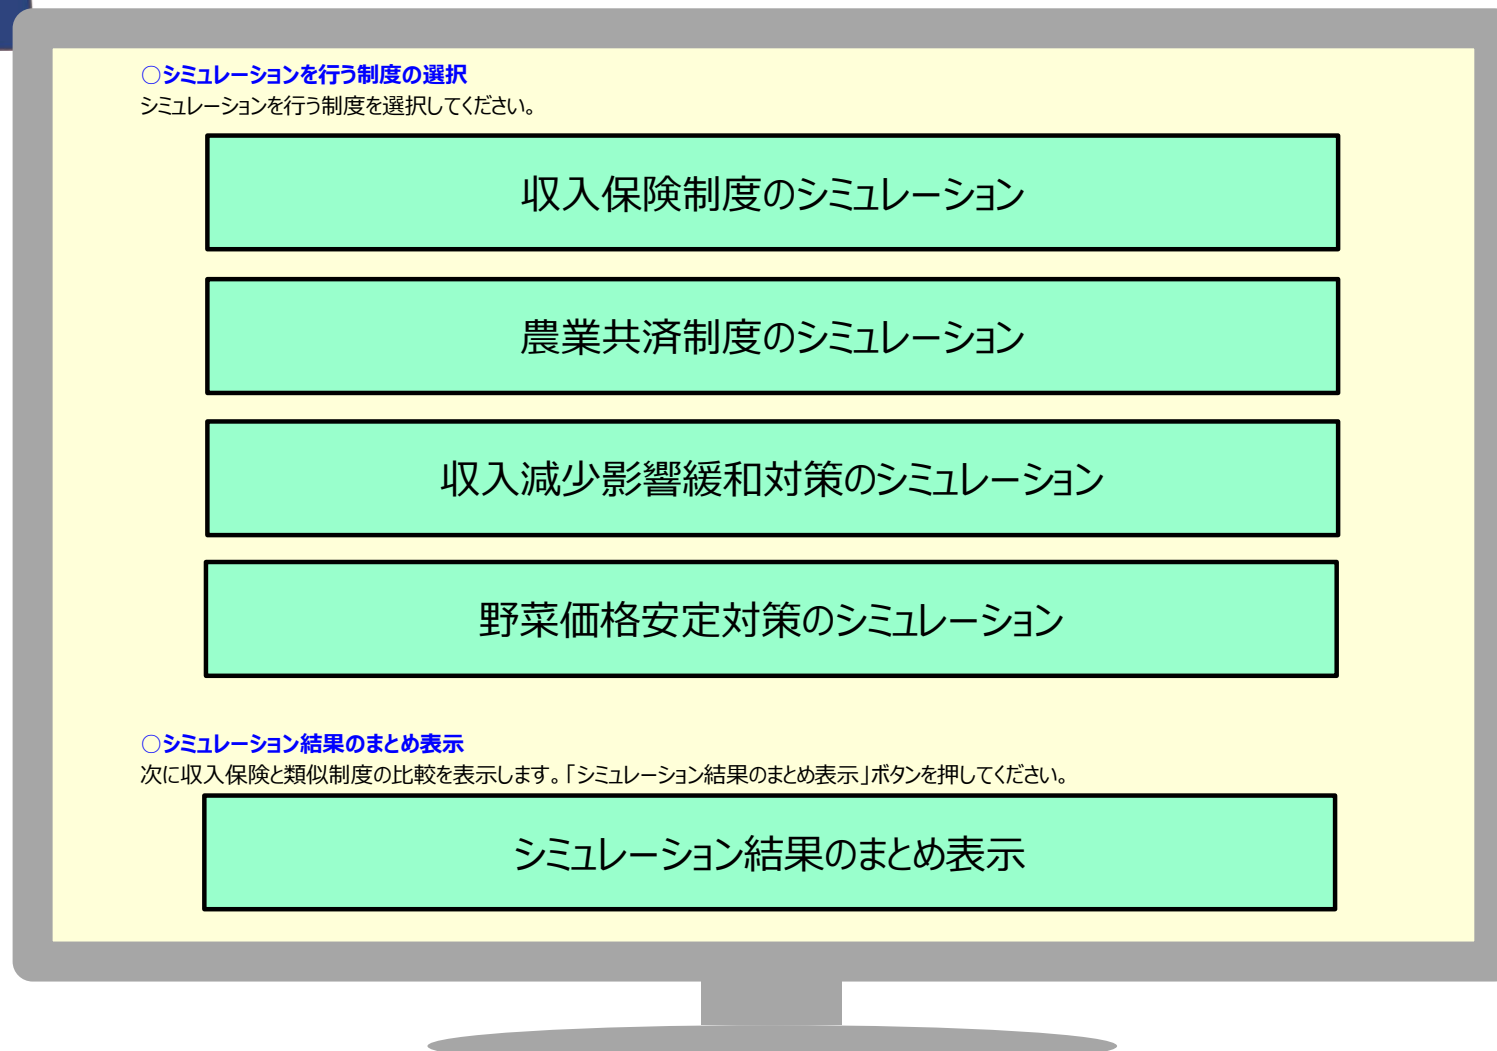 ○シミュレーションを行う制度の選択
シミュレーションを行う制度を選択してください。
収入保険制度のシミュレーション
農業共済制度のシミュレーション
収入減少影響緩和対策のシミュレーション
野菜価格安定対策のシミュレーション
○シミュレーション結果のまとめ表示
次に収入保険と類似制度の比較を表示します。「シミュレーション結果のまとめ表示」ボタンを押してください。
シミュレーション結果のまとめ表示